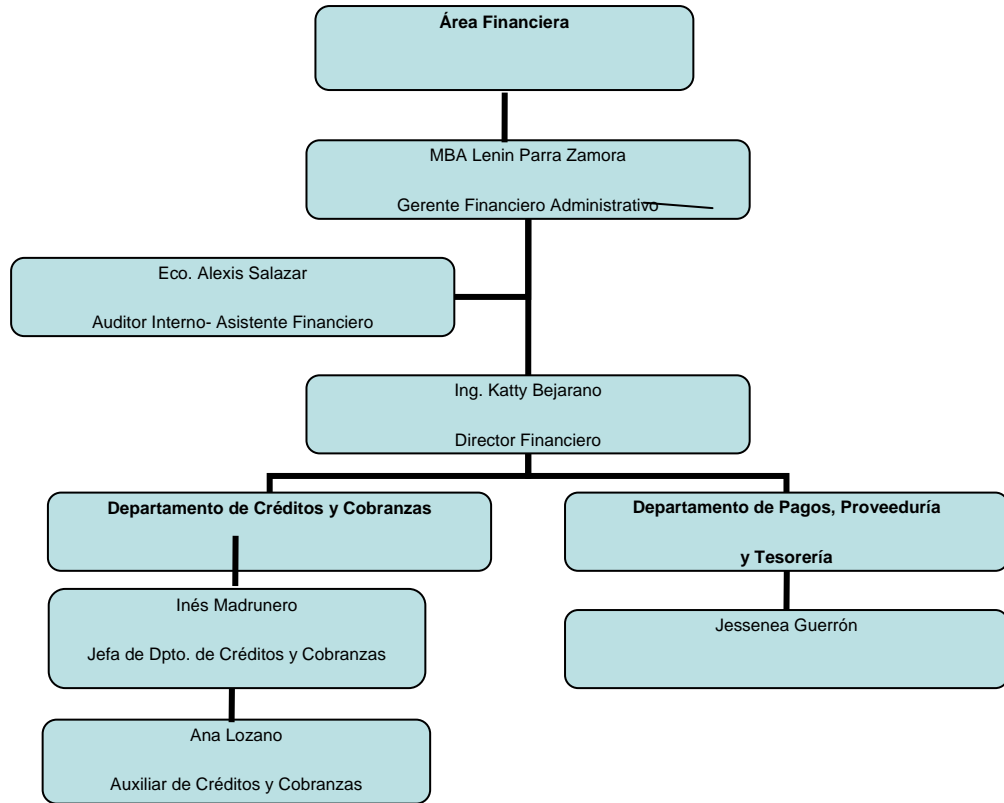 Área Financiera
MBA Lenin Parra Zamora
Gerente Financiero Administrativo
Eco. Alexis Salazar
Auditor Interno- Asistente Financiero
Ing. Katty Bejarano
Director Financiero
Departamento de Créditos y Cobranzas
Departamento de Pagos, Proveeduría
y Tesorería
Inés Madrunero
Jefa de Dpto. de Créditos y Cobranzas
Jessenea Guerrón
Ana Lozano
Auxiliar de Créditos y Cobranzas